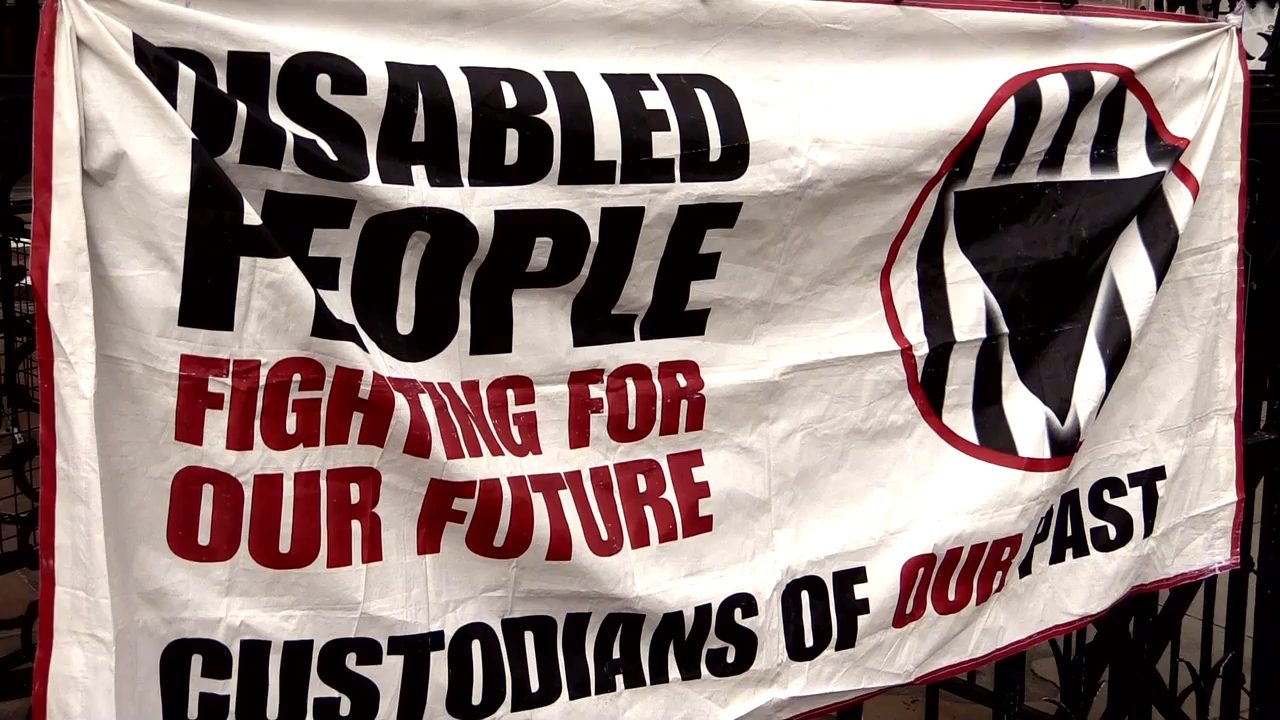 DISABLED
PEOPLE
FIGHTING FOR
OUR FUTURE
CUSTODIANS OF OUR PAST